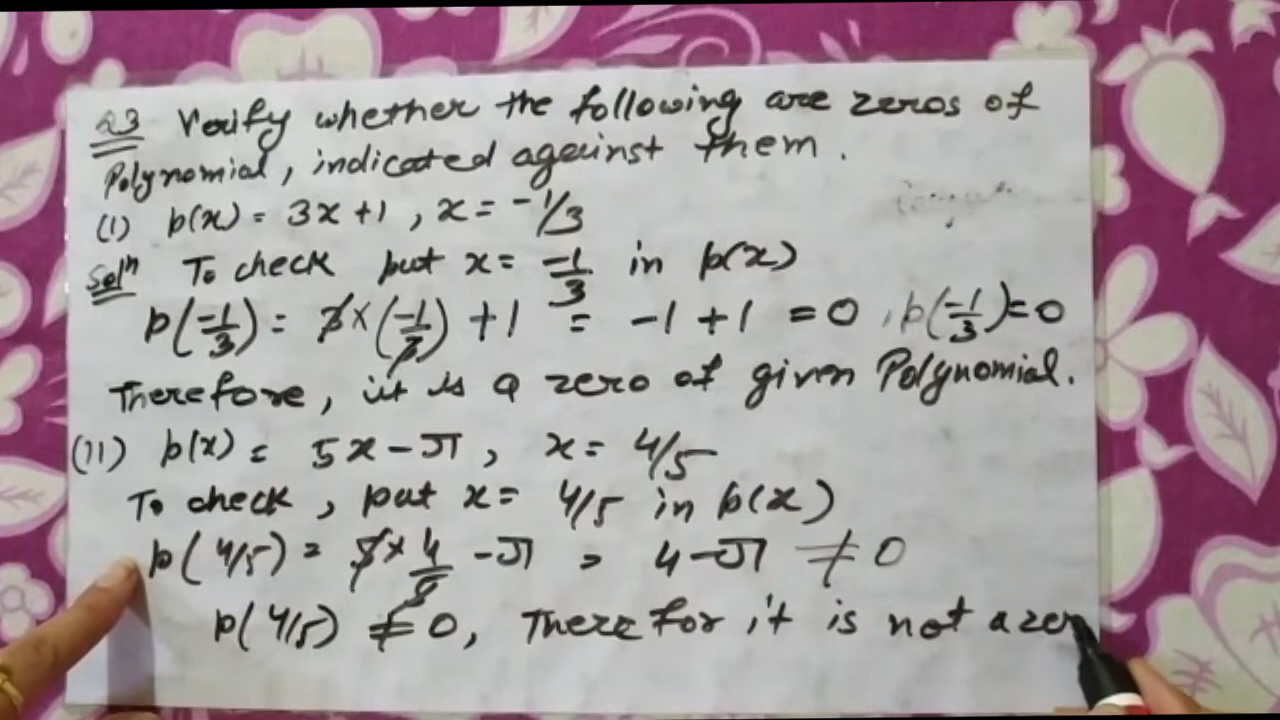 Q3 Verify whether the following are zeros of
Polynomial, indicated against them.
(I) p(x) = 3x+1, x = -1/3
Solⁿ To check put x = -1/3 in p(x)
p(-1/3) = 3×(-1/3) +1 = -1+1 = 0, p(-1/3)=0
Therefore, it is a zero of given Polynomial.
(II) p(x) = 5x-π, x = 4/5
To check, put x = 4/5 in p(x)
p(4/5) = 5×4/5 -π = 4-π ≠ 0
p(4/5) ≠ 0, Therefor it is not a zer